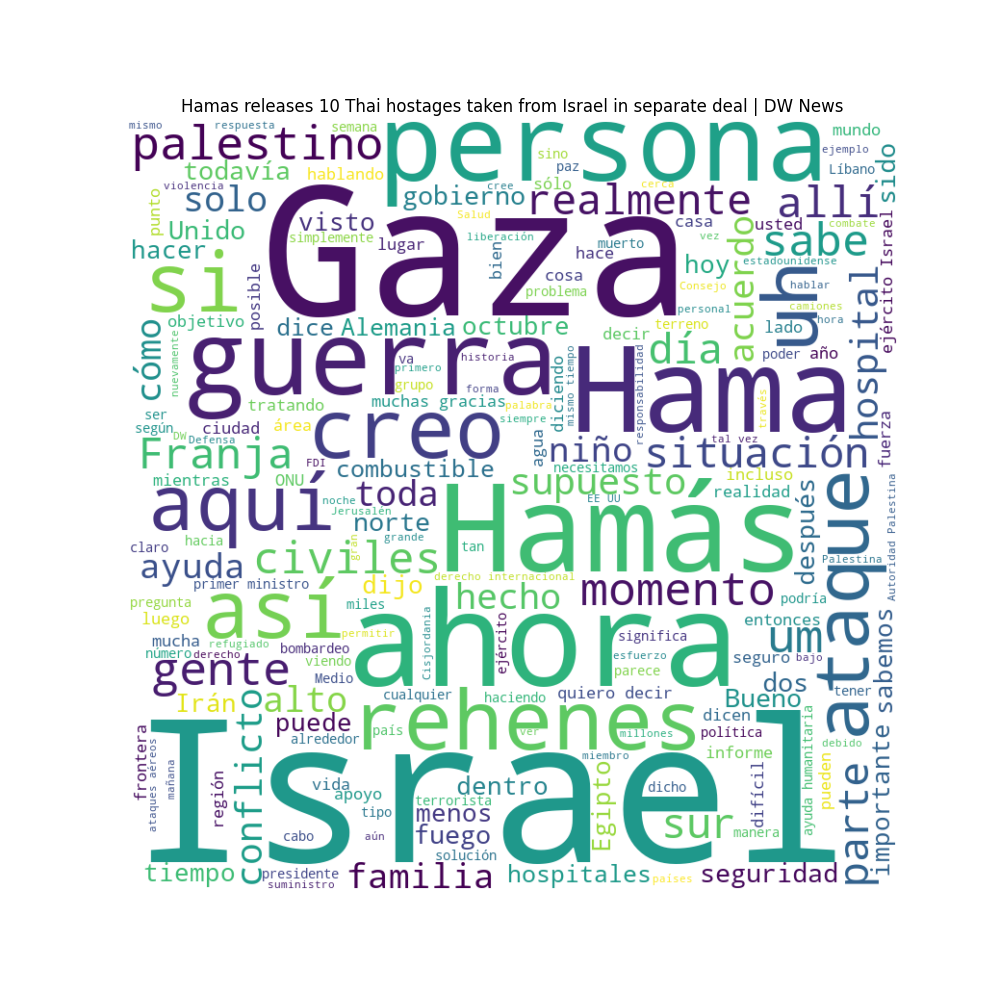 Hamas releases 10 Thai hostages taken from Israel in separate deal | DW News
mismo
respuesta
semana
persona
mundo
palestino
sino
paz
ejemplo
Líbano
sido
todavía
hablando
violencia
cree
sólo
cerca
solo
gobierno
realmente
allí
punto
Gaza
visto
Salud
casa
usted
combate
Unido
simplemente
lugar
liberación
bien
muerto
vez
sabe
hacer
hace
acuerdo
estadounidense
ejército Israel
si
posible
cosa
hoy
uh
hablar
problema
Consejo
hospital
personal
camiones
cómo
objetivo
dice
Alemania
octubre
decir
terreno
lado
hora
nuevamente
guerra
va
historia
Hama
día
poder
año
primero
diciendo
mismo tiempo
responsabilidad
grupo
forma
muchas gracias
palabra
través
ser
tratando
creo
siempre
según
DW
Defensa
ciudad
área
agua
niño
tal vez
situación
fuerza
Franja
FDI
combustible
necesitamos
incluso
mientras
ONU
supuesto
realidad
después
ataque
aquí
noche
toda
Hamás
EE UU
Jerusalén
norte
Autoridad Palestina
claro
hacia
gran
grande
tan
Palestina
ayuda
civiles
primer ministro
dijo
derecho internacional
momento
pregunta
así
miles
hecho
podría
luego
ahora
entonces
mucha
refugiado
permitir
Cisjordania
ejército
significa
um
sabemos
número
derecho
bombardeo
esfuerzo
seguro
bajo
gente
viendo
Medio
parece
dos
importante
Irán
alto
cualquier
haciendo
quiero decir
Bueno
tener
parte
conflicto
puede
rehenes
dicen
frontera
país
ver
millones
política
ayuda humanitaria
debido
ataques aéreos
mañana
Israel
alrededor
miembro
informe
pueden
región
vida
apoyo
dentro
Egipto
dicho
difícil
tipo
terrorista
menos
cabo
aún
fuego
sur
manera
solución
tiempo
presidente
familia
hospitales
países
seguridad
suministro